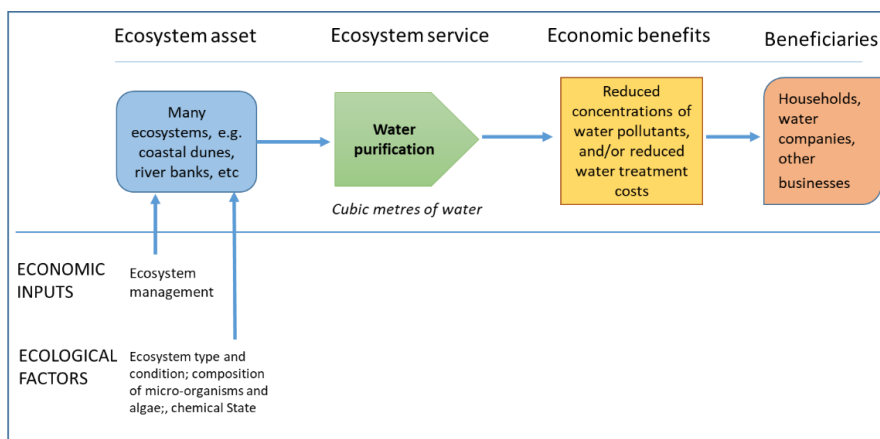 Ecosystem asset
Ecosystem service
Economic benefits
Beneficiaries
Many
ecosystems, e.g.
coastal dunes,
river banks, etc
Water
purification
Cubic metres of water
Reduced
concentrations of
water pollutants,
and/or reduced
water treatment
costs
Households,
water
companies,
other
businesses
ECONOMIC
INPUTS
Ecosystem
management
ECOLOGICAL
FACTORS
Ecosystem type and
condition; composition
of micro-organisms and
algae;, chemical State